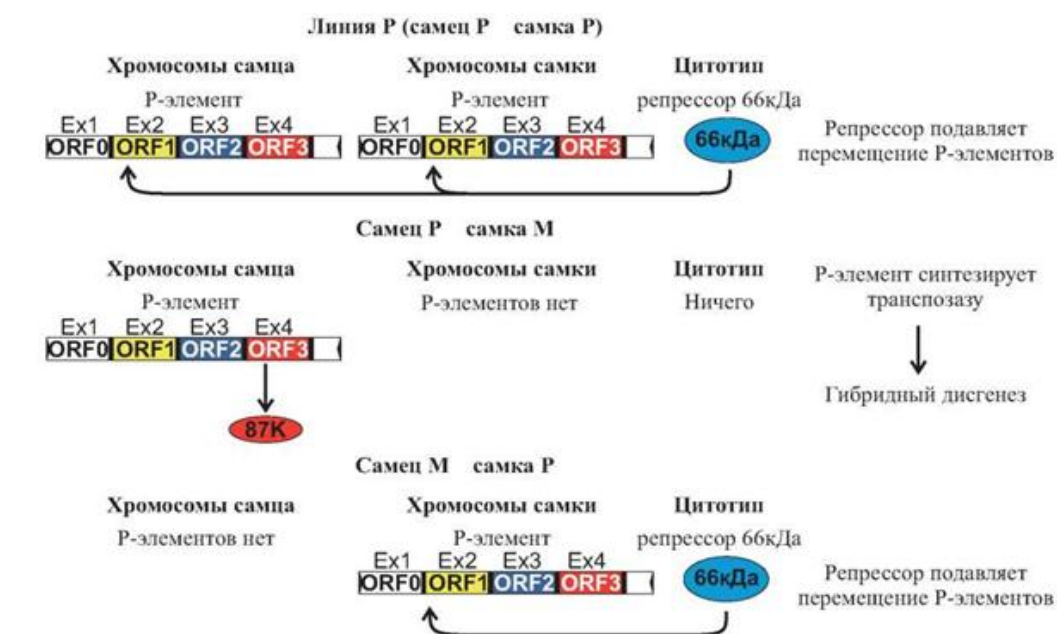 Линия P (самец P самка P)
Хромосомы самца Хромосомы самки Цитотип
Р-элемент Р-элемент репрессор 66кДа
Ex1 Ex2 Ex3 Ex4 Ex1 Ex2 Ex3 Ex4
ORF0 ORF1 ORF2 ORF3 ORF0 ORF1 ORF2 ORF3 66кДа Репрессор подавляет
перемещение Р-элементов
Самец P самка M
Хромосомы самца Хромосомы самки Цитотип Р-элемент синтезирует
Р-элемент Р-элементов нет Ничего транспозазу
Ex1 Ex2 Ex3 Ex4
ORF0 ORF1 ORF2 ORF3
Гибридный дисгенез
87K
Самец M самка P
Хромосомы самца Хромосомы самки Цитотип
Р-элементов нет Р-элемент репрессор 66кДа
Ex1 Ex2 Ex3 Ex4
ORF0 ORF1 ORF2 ORF3 66кДа Репрессор подавляет
перемещение Р-элементов